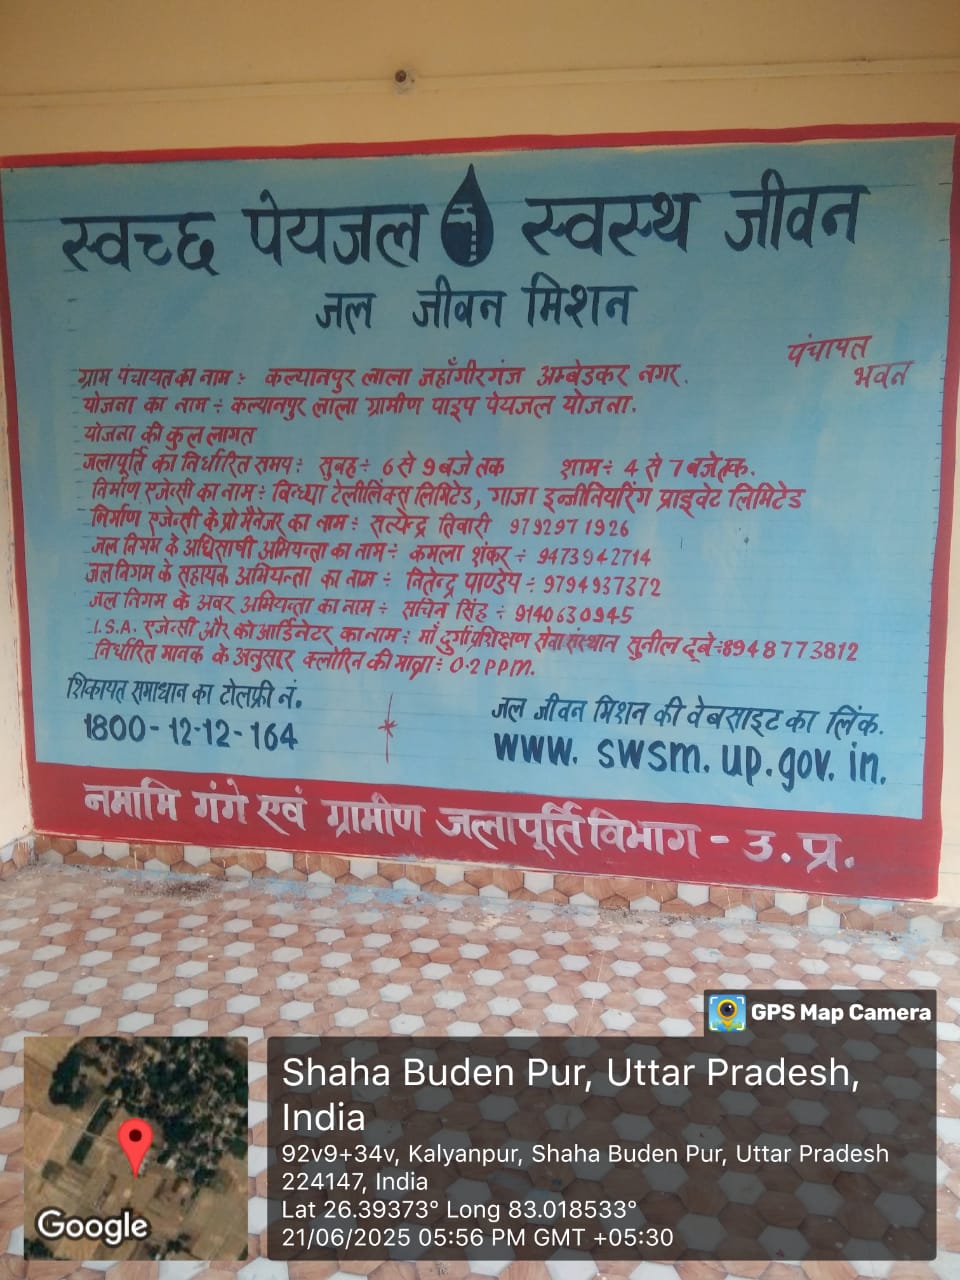 स्वच्छ पेयजल स्वस्थ जीवन
जल जीवन मिशन
पंचायत
भवन
ग्राम पंचायत का नाम : कल्यानपुर लाला जहाँगीरगंज अम्बेडकर नगर.
योजना का नाम ÷ कल्यानपुर लाला ग्रामीण पाइप पेयजल योजना.
योजना की कुल लागत
जलापूर्ति का निर्धारित समय: सुबह ÷ 6 से 9 बजे तक शाम ÷ 4 से 7 बजे तक.
निर्माण एजेन्सी का नाम ÷ विन्ध्या टेलीलिंक्स लिमिटेड, गाजा इन्जीनियरिंग प्राइवेट लिमिटेड
निर्माण एजेन्सी के प्रो मैनेजर का नाम ÷ सत्येन्द्र तिवारी 9792971926
जल निगम के अधिसाषी अभियन्ता का नाम ÷ कमला शंकर ÷ 9473942714
जल निगम के सहायक अभियन्ता का नाम ÷ नितेन्द्र पाण्डेय ÷ 9794937372
जल निगम के अवर अभियन्ता का नाम ÷ सचिन सिंह ÷ 9140630945
I.S.A. एजेन्सी और को आर्डिनेटर का नाम ÷ माँ दुर्गा प्रशिक्षण सेवा संस्थान सुनील दूबे ÷ 8948773812
निर्धारित मानक के अनुसार क्लोरिन की मात्रा ÷ 0.2 PPM.
शिकायत समाधान का टोलफ्री नं.
1800-12-12-164
जल जीवन मिशन की वेबसाइट का लिंक.
www. swsm. up. gov. in.
नमामि गंगे एवं ग्रामीण जलापूर्ति विभाग - उ. प्र.
GPS Map Camera
Shaha Buden Pur, Uttar Pradesh,
India
92v9+34v, Kalyanpur, Shaha Buden Pur, Uttar Pradesh
224147, India
Lat 26.39373° Long 83.018533°
21/06/2025 05:56 PM GMT +05:30
Google